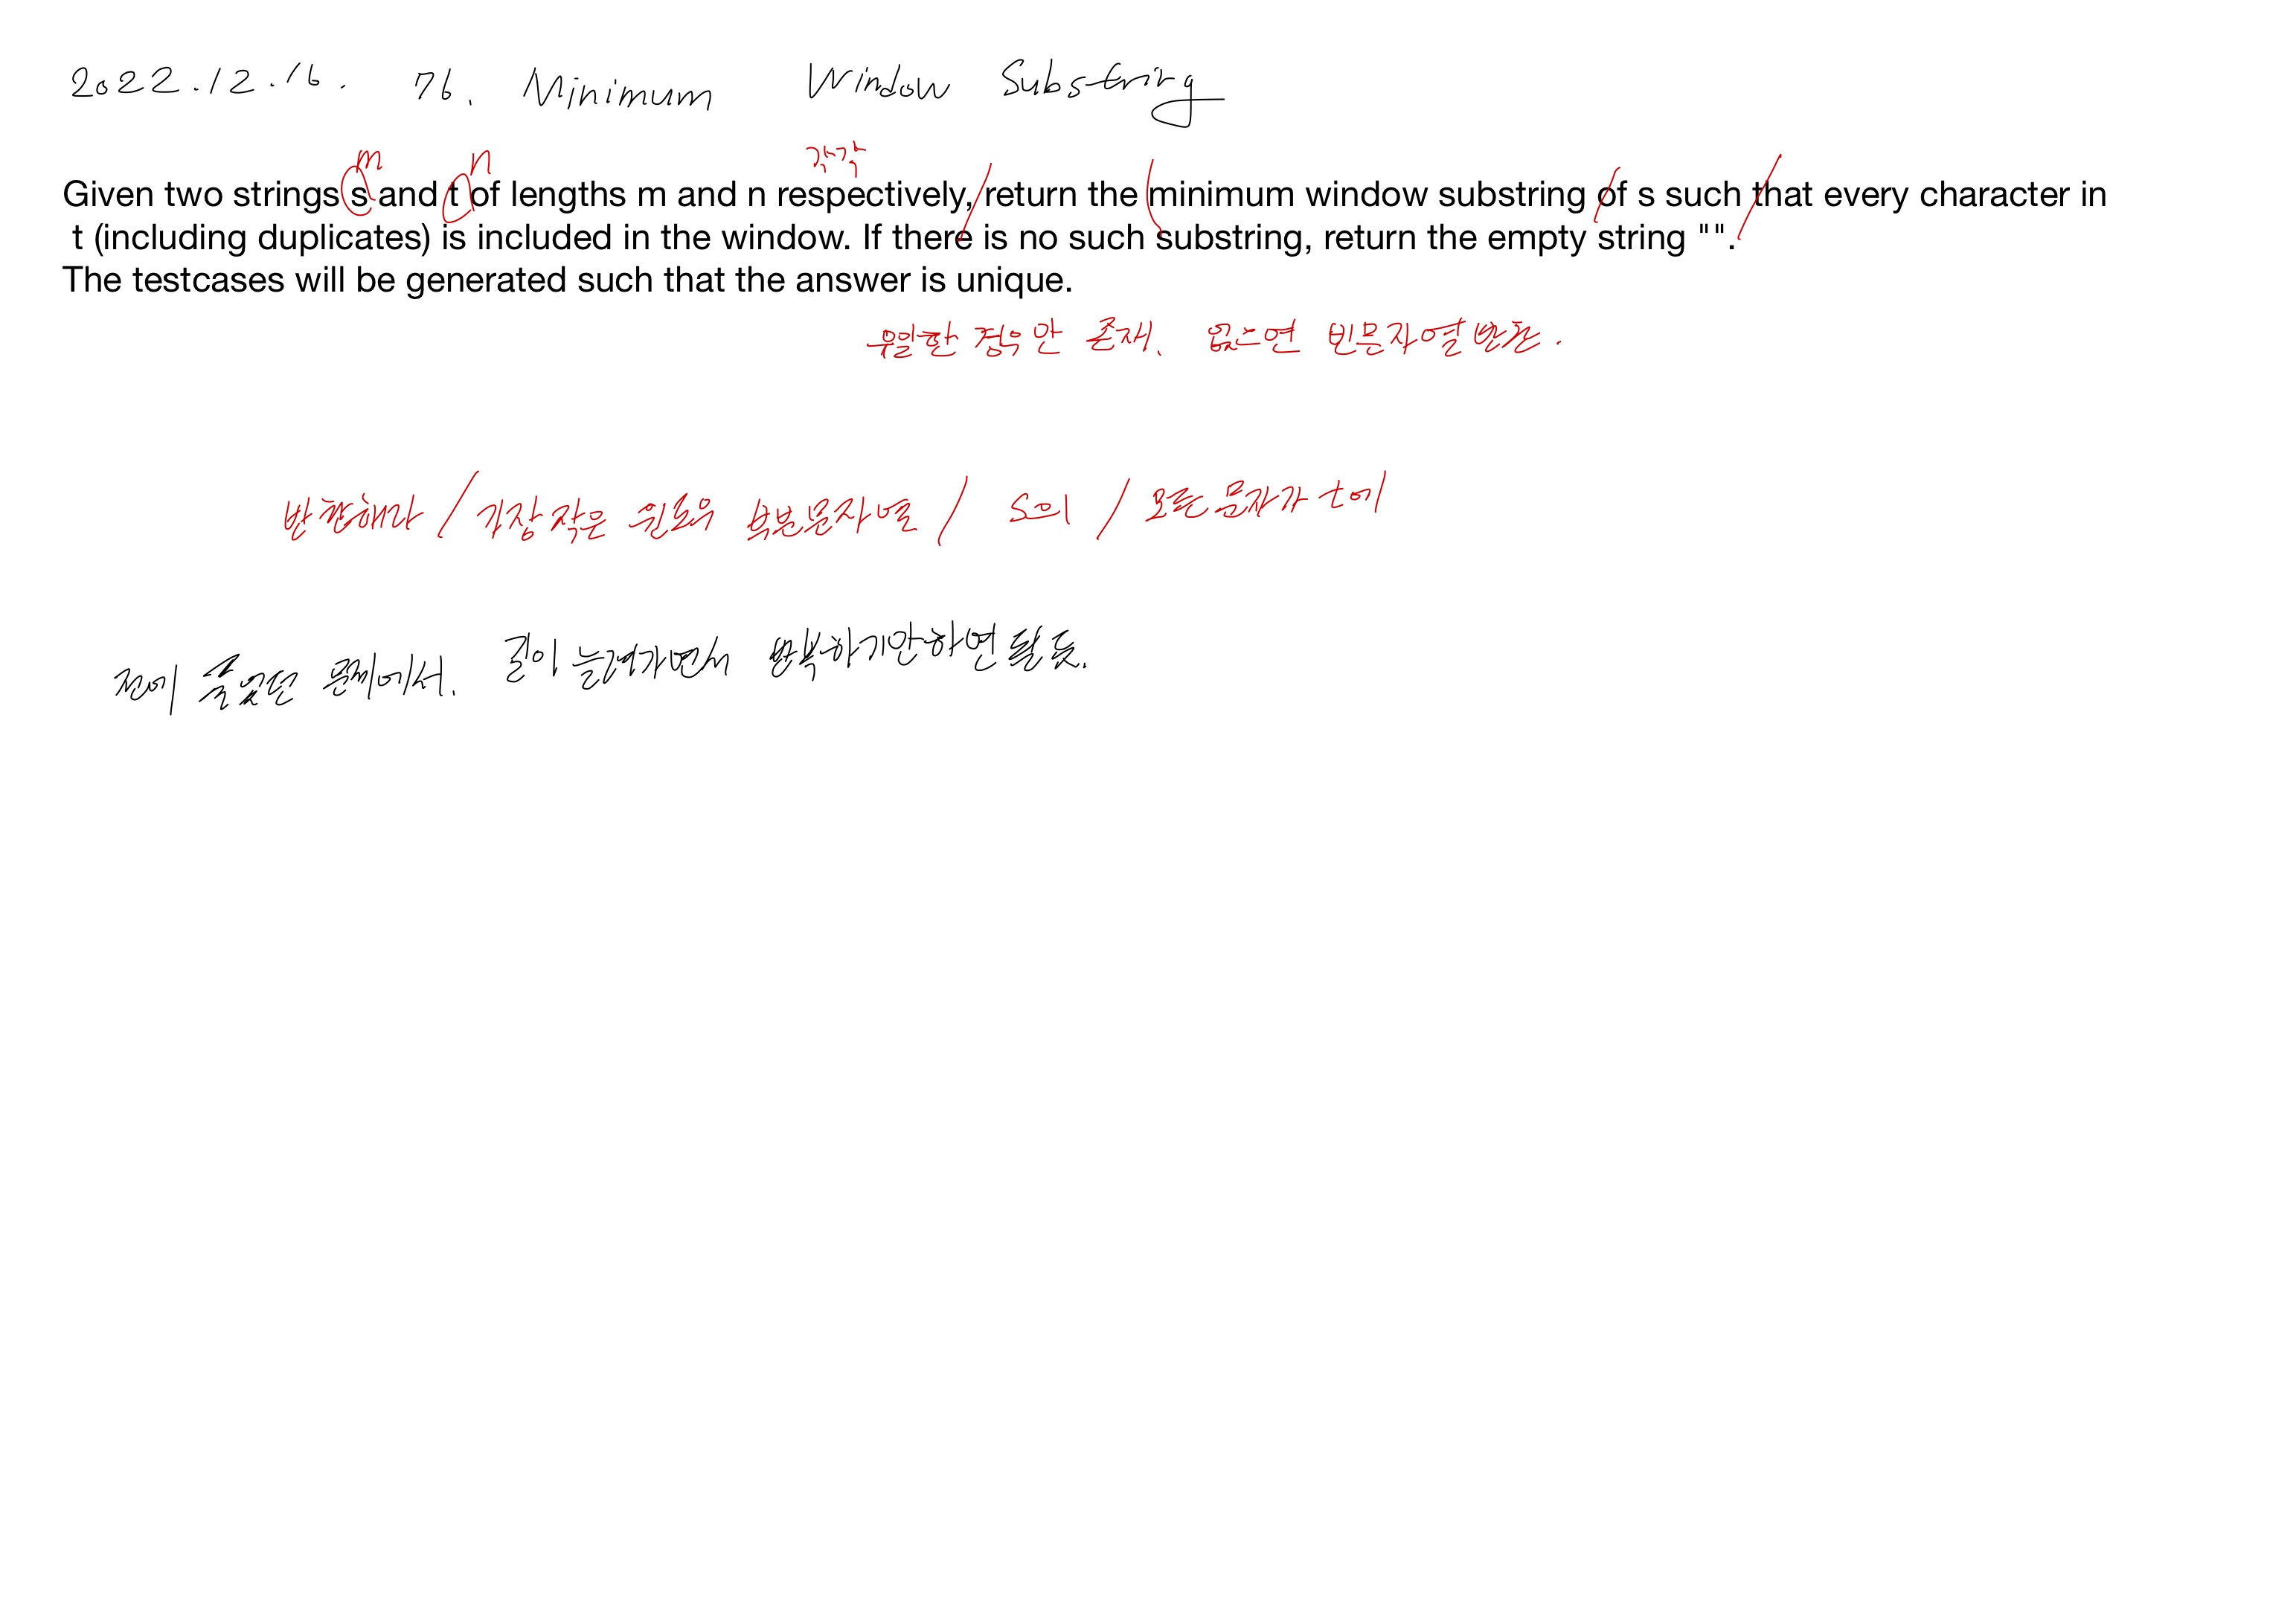 2022.12.16. 76. Minimum Window Substring
m n 각각
Given two strings s and t of lengths m and n respectively, return the minimum window substring of s such that every character in
t (including duplicates) is included in the window. If there is no such substring, return the empty string "".
The testcases will be generated such that the answer is unique.
유일한 경우만 존재. 없으면 빈문자열 반환.
반환해라 / 가장 작은 윈도우 부분문자열 / s의 / 모든 문자가 t에
전에 풀었던 문제에서. 길이 늘려가면서 반복하기만하면 될 듯.